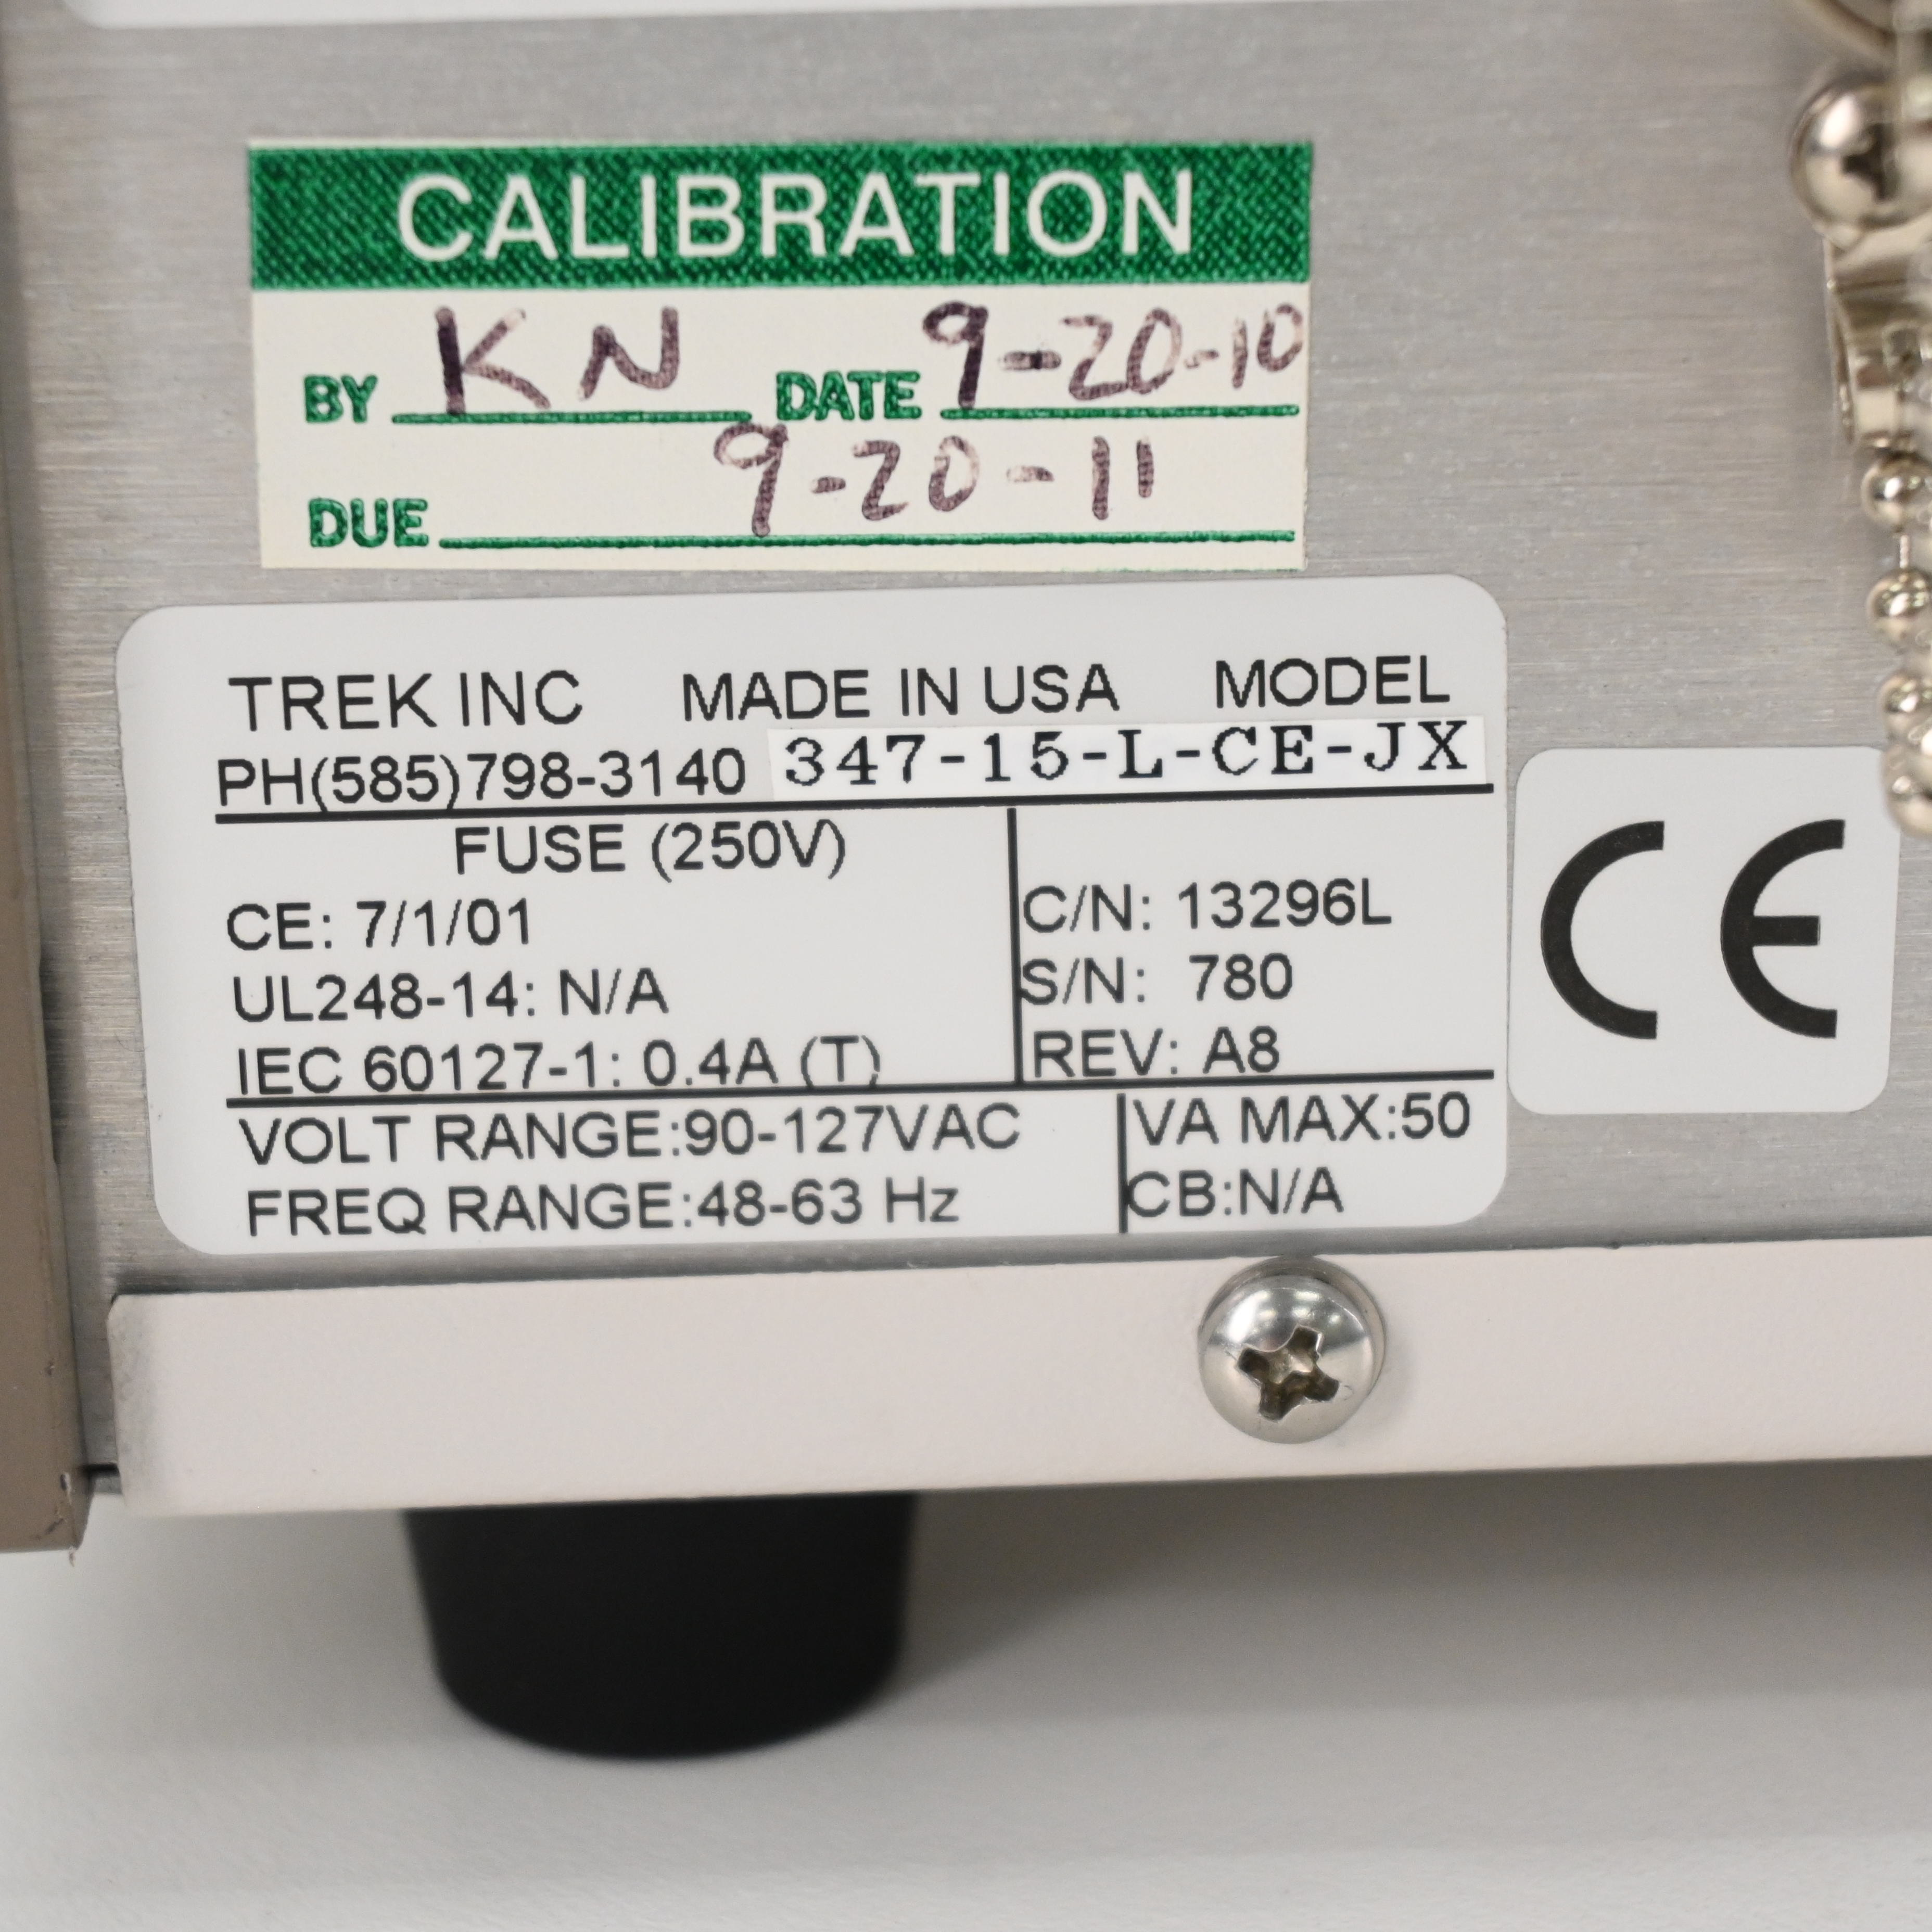 CALIBRATION
BY KN DATE 9-20-10
DUE 9-20-11
TREK INC MADE IN USA MODEL
PH(585)798-3140 347-15-L-CE-JX
FUSE (250V)
CE: 7/1/01
UL248-14: N/A
IEC 60127-1: 0.4A (T)
C/N: 13296L
S/N: 780
REV: A8
VOLT RANGE:90-127VAC
FREQ RANGE:48-63 Hz
VA MAX:50
CB:N/A
CE